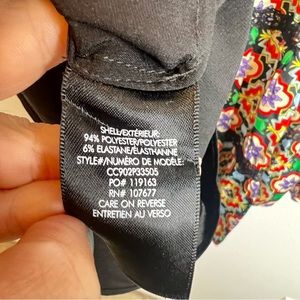 SHELL/EXTÉRIEUR:
94% POLYESTER/POLYESTER
6% ELASTANE/ÉLASTHANNE
STYLE#/NUMÉRO DE MODÈLE:
CC902P33505
PO# 119163
RN# 107677
CARE ON REVERSE
ENTRETIEN AU VERSO